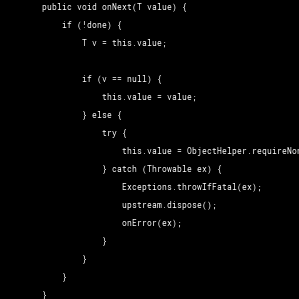 public void onNext(T value) {
if (!done) {
T v = this.value;
if (v == null) {
this.value = value;
} else {
try {
this.value = ObjectHelper.requireNon
} catch (Throwable ex) {
Exceptions.throwIfFatal(ex);
upstream.dispose();
onError(ex);
}
}
}
}